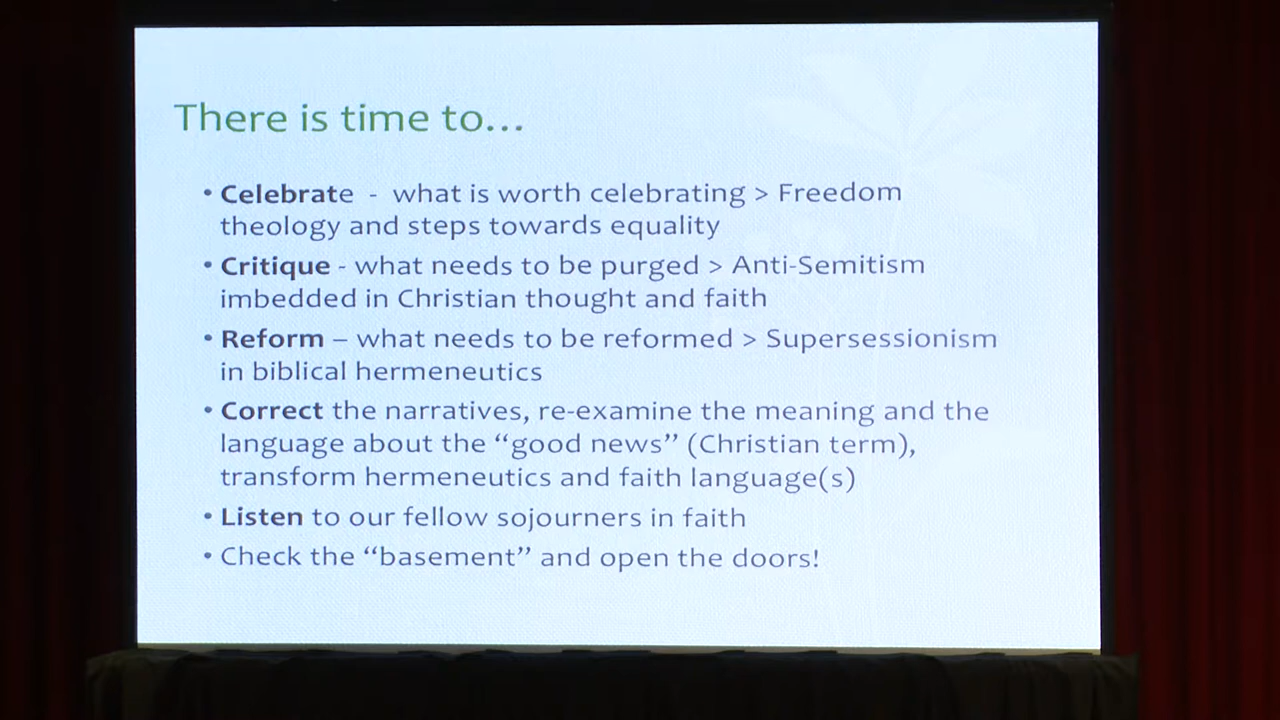 There is time to...
• Celebrate - what is worth celebrating > Freedom
theology and steps towards equality
• Critique - what needs to be purged > Anti-Semitism
imbedded in Christian thought and faith
• Reform – what needs to be reformed > Supersessionism
in biblical hermeneutics
• Correct the narratives, re-examine the meaning and the
language about the “good news” (Christian term),
transform hermeneutics and faith language(s)
• Listen to our fellow sojourners in faith
• Check the “basement” and open the doors!